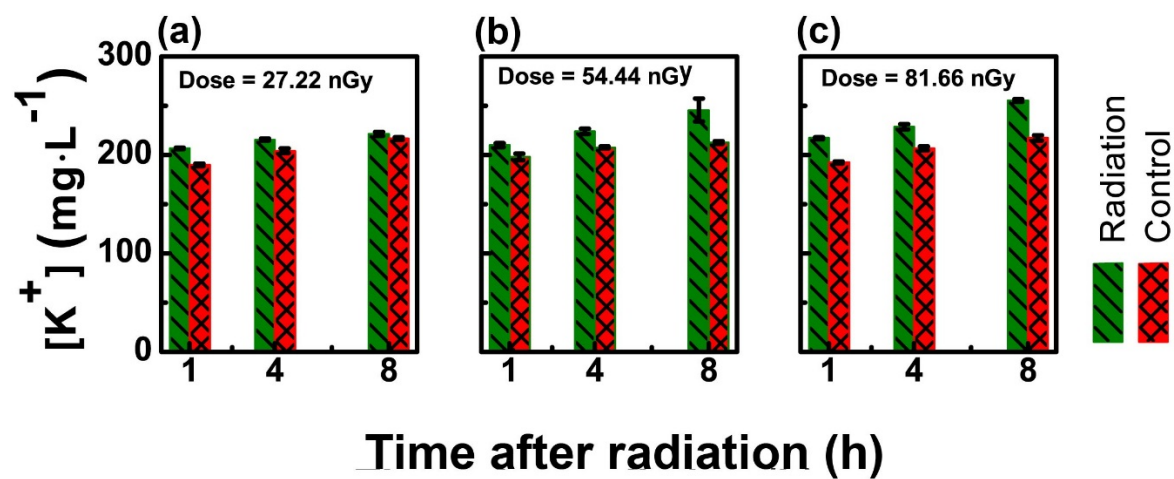 (a) (b) (c)
Dose = 27.22 nGy
Dose = 54.44 nGy
Dose = 81.66 nGy
[K+] (mg·L-1)
300
200
100
0
1 4 8
1 4 8
1 4 8
Time after radiation (h)
Radiation
Control